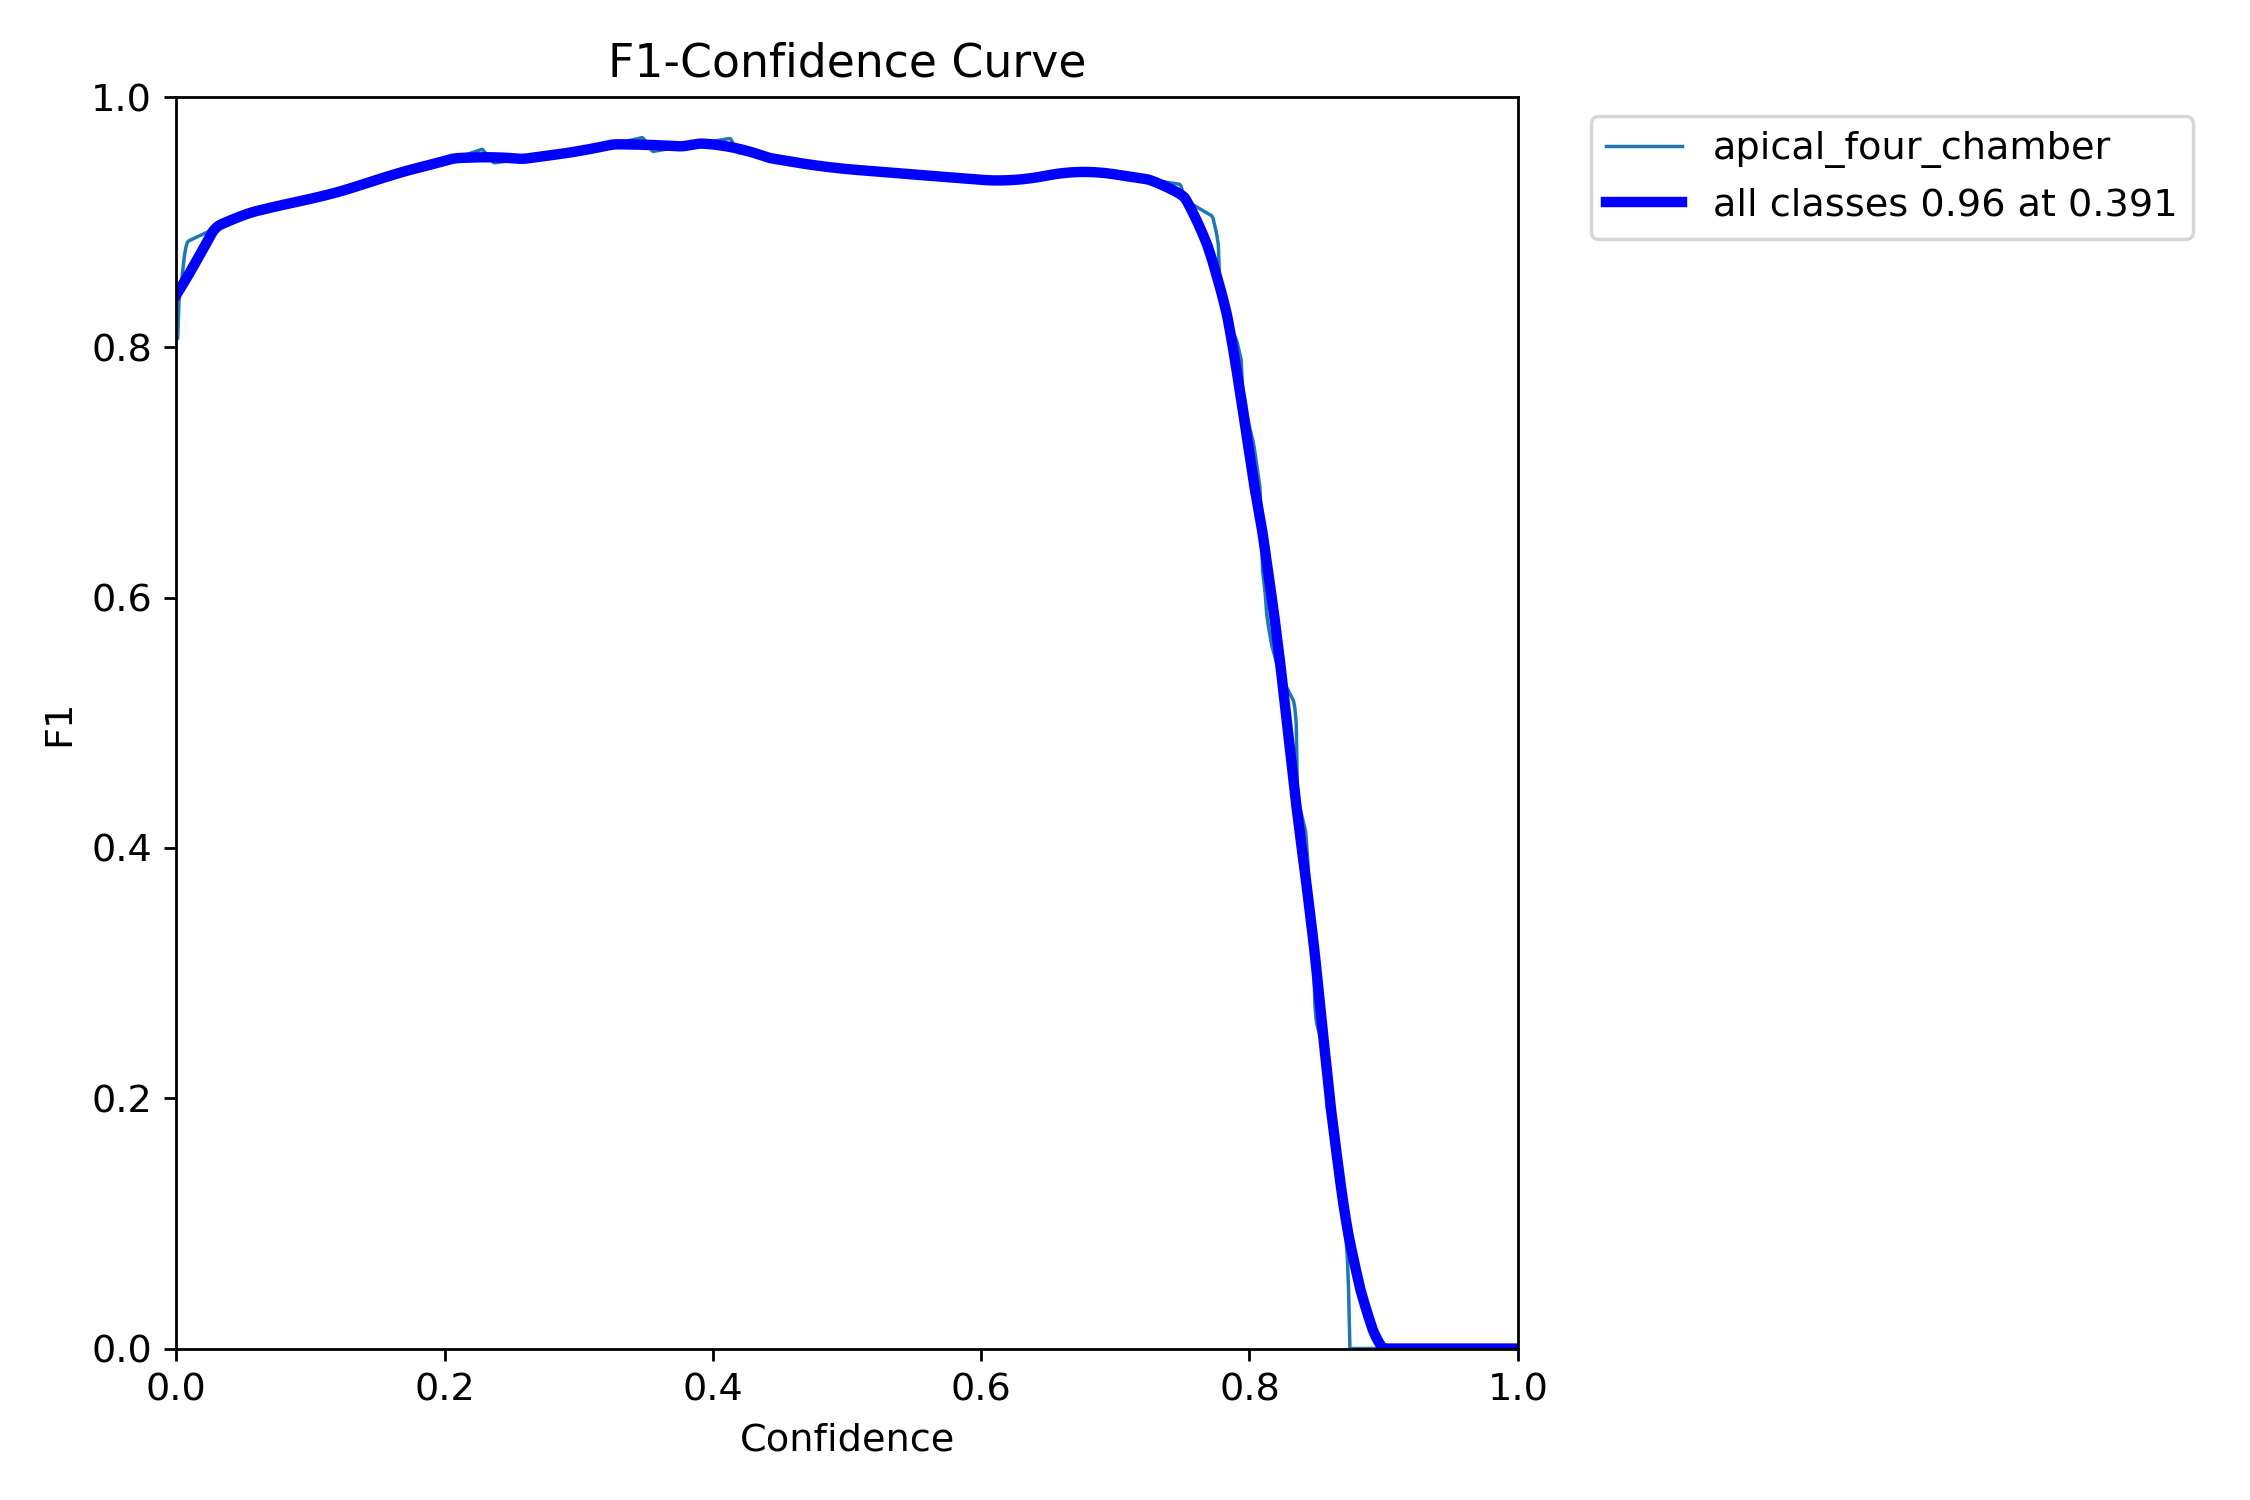 F1-Confidence Curve
1.0
0.8
0.6
0.4
0.2
0.0
F1
0.0 0.2 0.4 0.6 0.8 1.0
Confidence
apical_four_chamber
all classes 0.96 at 0.391